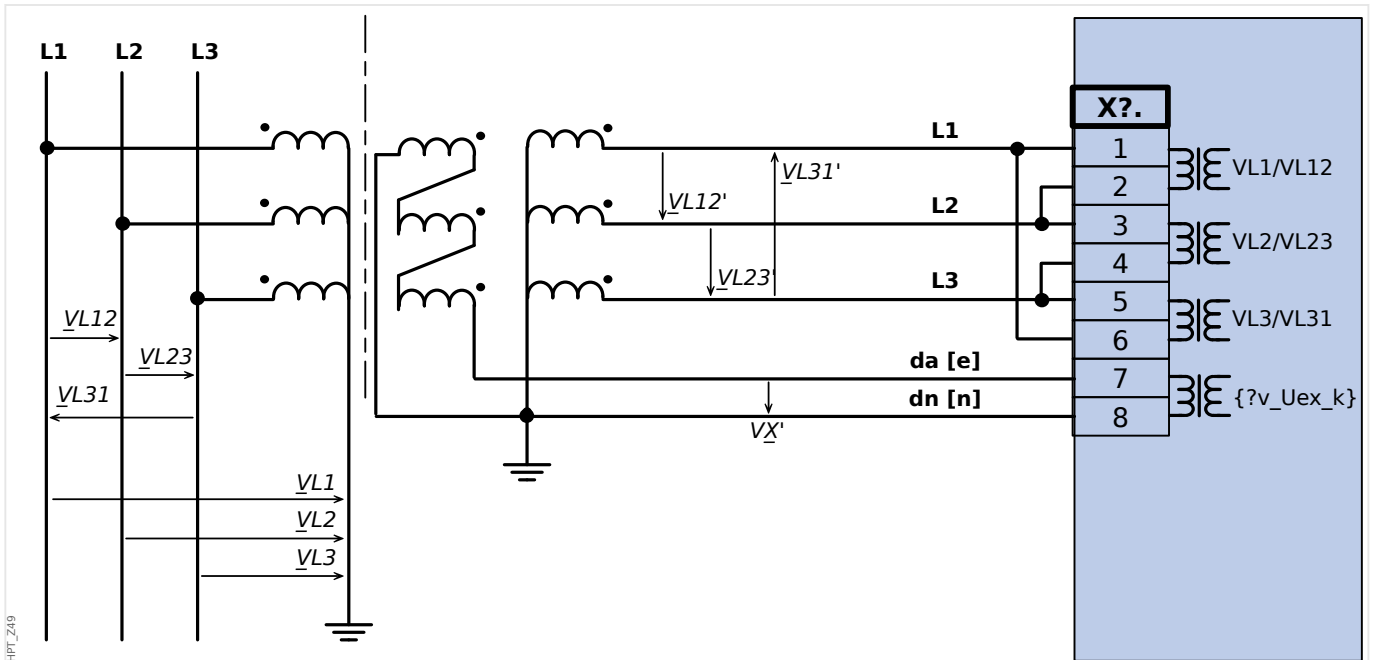 L1 L2 L3
X?.
L1
1
VL31'
2
VL1/VL12
VL12'
L2
3
VL2/VL23
4
VL23'
L3
5
VL12
VL3/VL31
6
VL23
da [e]
7
VL31
dn [n]
{?v_Uex_k}
8
VX'
VL1
VL2
VL3
HPT_Z49